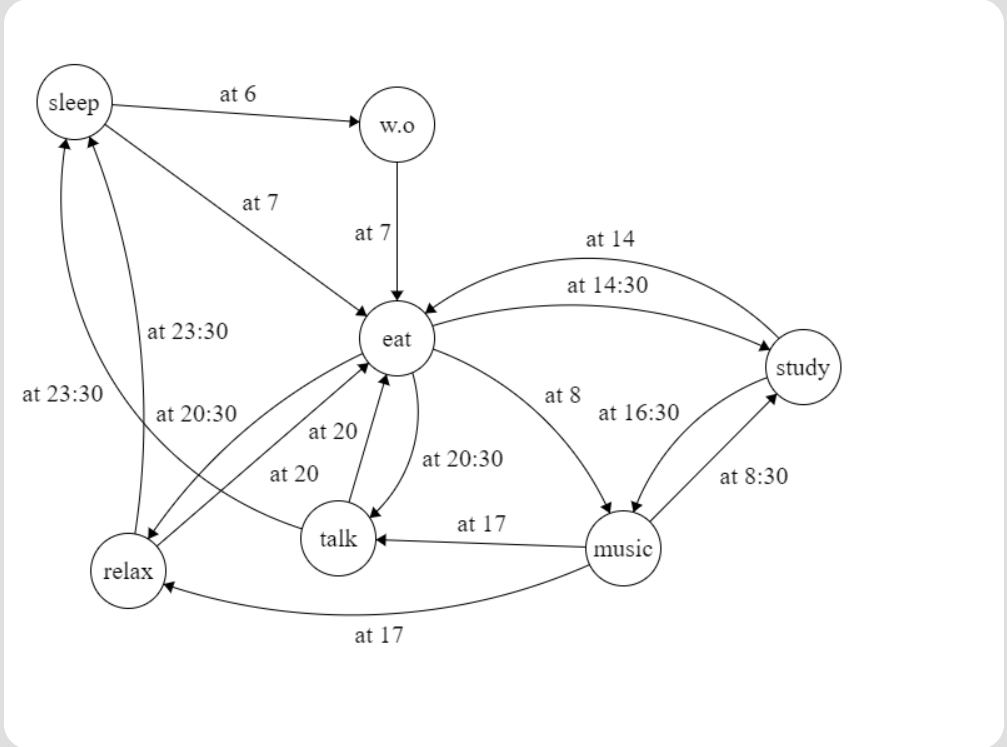 sleep
at 6
w.o
at 7
at 7
at 14
at 14:30
eat
study
at 23:30
at 23:30
at 8
at 16:30
at 20:30
at 20
at 20:30
at 20
at 8:30
at 17
talk
music
relax
at 17